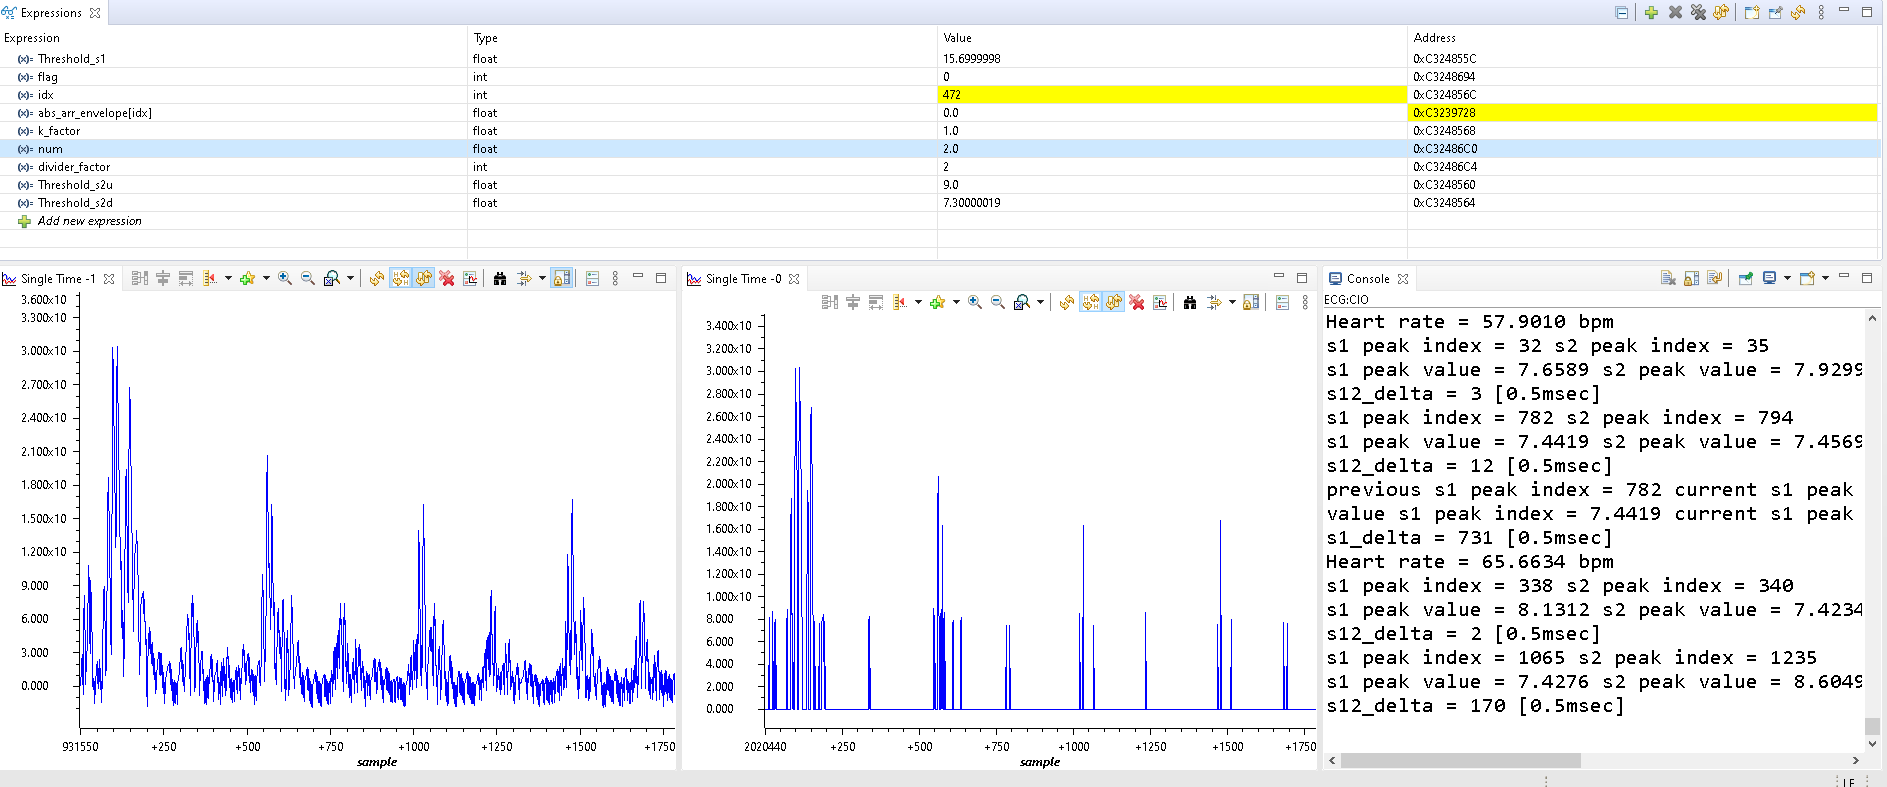 Expressions
Expression Type Value Address
(x)= Threshold_s1 float 15.6999998 0xC324855C
(x)= flag int 0 0xC3248694
(x)= idx int 472 0xC324856C
(x)= abs_arr_envelope[idx] float 0.0 0xC3239728
(x)= k_factor float 1.0 0xC3248568
(x)= num float 2.0 0xC32486C0
(x)= divider_factor int 2 0xC32486C4
(x)= Threshold_s2u float 9.0 0xC3248560
(x)= Threshold_s2d float 7.30000019 0xC3248564
Add new expression
Single Time -1
3.600x10
3.300x10
3.000x10
2.700x10
2.400x10
2.100x10
1.800x10
1.500x10
1.200x10
9.000
6.000
3.000
0.000
931550 +250 +500 +750 +1000 +1250 +1500 +1750
sample
Single Time -0
3.400x10
3.200x10
3.000x10
2.800x10
2.600x10
2.400x10
2.200x10
2.000x10
1.800x10
1.600x10
1.400x10
1.200x10
1.000x10
8.000
6.000
4.000
2.000
0.000
2020440 +250 +500 +750 +1000 +1250 +1500 +1750
sample
Console
ECG:CIO
Heart rate = 57.9010 bpm
s1 peak index = 32 s2 peak index = 35
s1 peak value = 7.6589 s2 peak value = 7.9299
s12_delta = 3 [0.5msec]
s1 peak index = 782 s2 peak index = 794
s1 peak value = 7.4419 s2 peak value = 7.4569
s12_delta = 12 [0.5msec]
previous s1 peak index = 782 current s1 peak
value s1 peak index = 7.4419 current s1 peak
s1_delta = 731 [0.5msec]
Heart rate = 65.6634 bpm
s1 peak index = 338 s2 peak index = 340
s1 peak value = 8.1312 s2 peak value = 7.4234
s12_delta = 2 [0.5msec]
s1 peak index = 1065 s2 peak index = 1235
s1 peak value = 7.4276 s2 peak value = 8.6049
s12_delta = 170 [0.5msec]